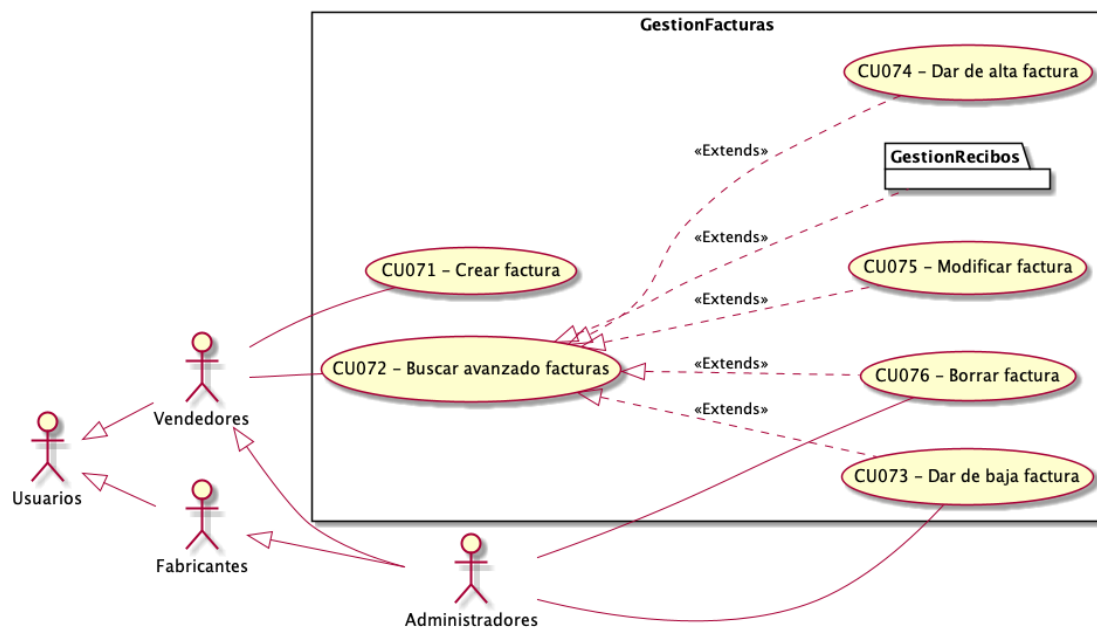 GestionFacturas
CU074 – Dar de alta factura
«Extends»
GestionRecibos
«Extends»
CU071 – Crear factura
CU075 – Modificar factura
«Extends»
CU072 – Buscar avanzado facturas
«Extends»
CU076 – Borrar factura
«Extends»
Vendedores
CU073 – Dar de baja factura
Usuarios
Fabricantes
Administradores